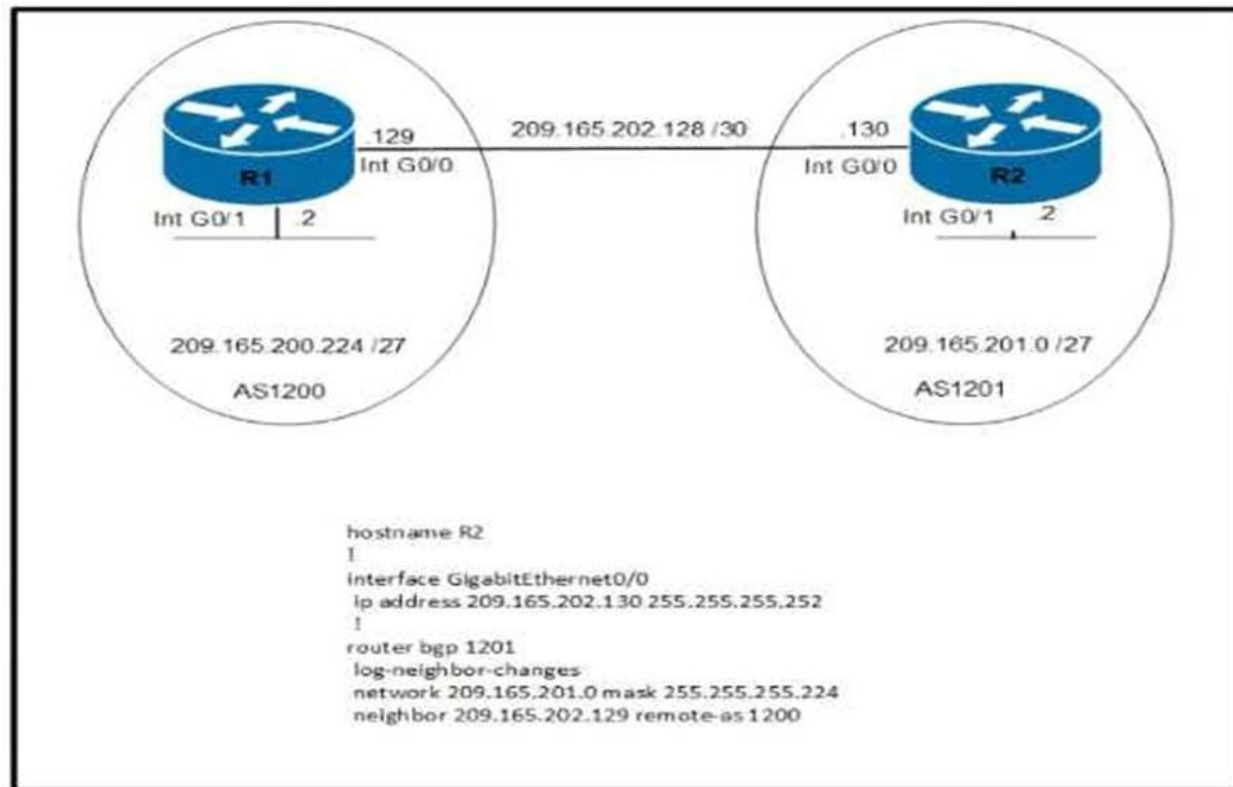 .129
209.165.202.128 /30
.130
Int G0/0
Int G0/0
R1
R2
Int G0/1 .2
Int G0/1 .2
209.165.200.224 /27
209.165.201.0 /27
AS1200
AS1201
hostname R2
!
interface GigabitEthernet0/0
ip address 209.165.202.130 255.255.255.252
!
router bgp 1201
log-neighbor-changes
network 209.165.201.0 mask 255.255.255.224
neighbor 209.165.202.129 remote-as 1200